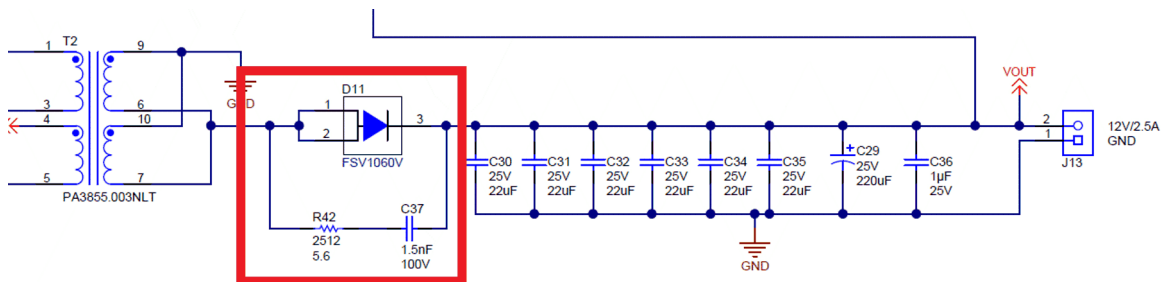 T2
1
9
3
4
6
10
5
7
PA3855.003NLT
GND
D11
1
2
3
FSV1060V
R42
2512
5.6
C37
1.5nF
100V
C30
25V
22uF
C31
25V
22uF
C32
25V
22uF
C33
25V
22uF
C34
25V
22uF
C35
25V
22uF
+
C29
25V
220uF
C36
1µF
25V
GND
VOUT
2
1
12V/2.5A
GND
J13